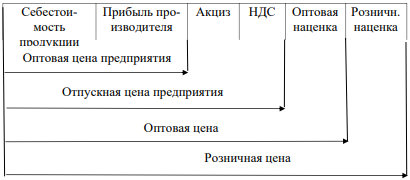 Себестои-
мость
продукции
Прибыль про-
изводителя
Акциз
НДС
Оптовая
наценка
Розничн.
наценка
Оптовая цена предприятия
Отпускная цена предприятия
Оптовая цена
Розничная цена